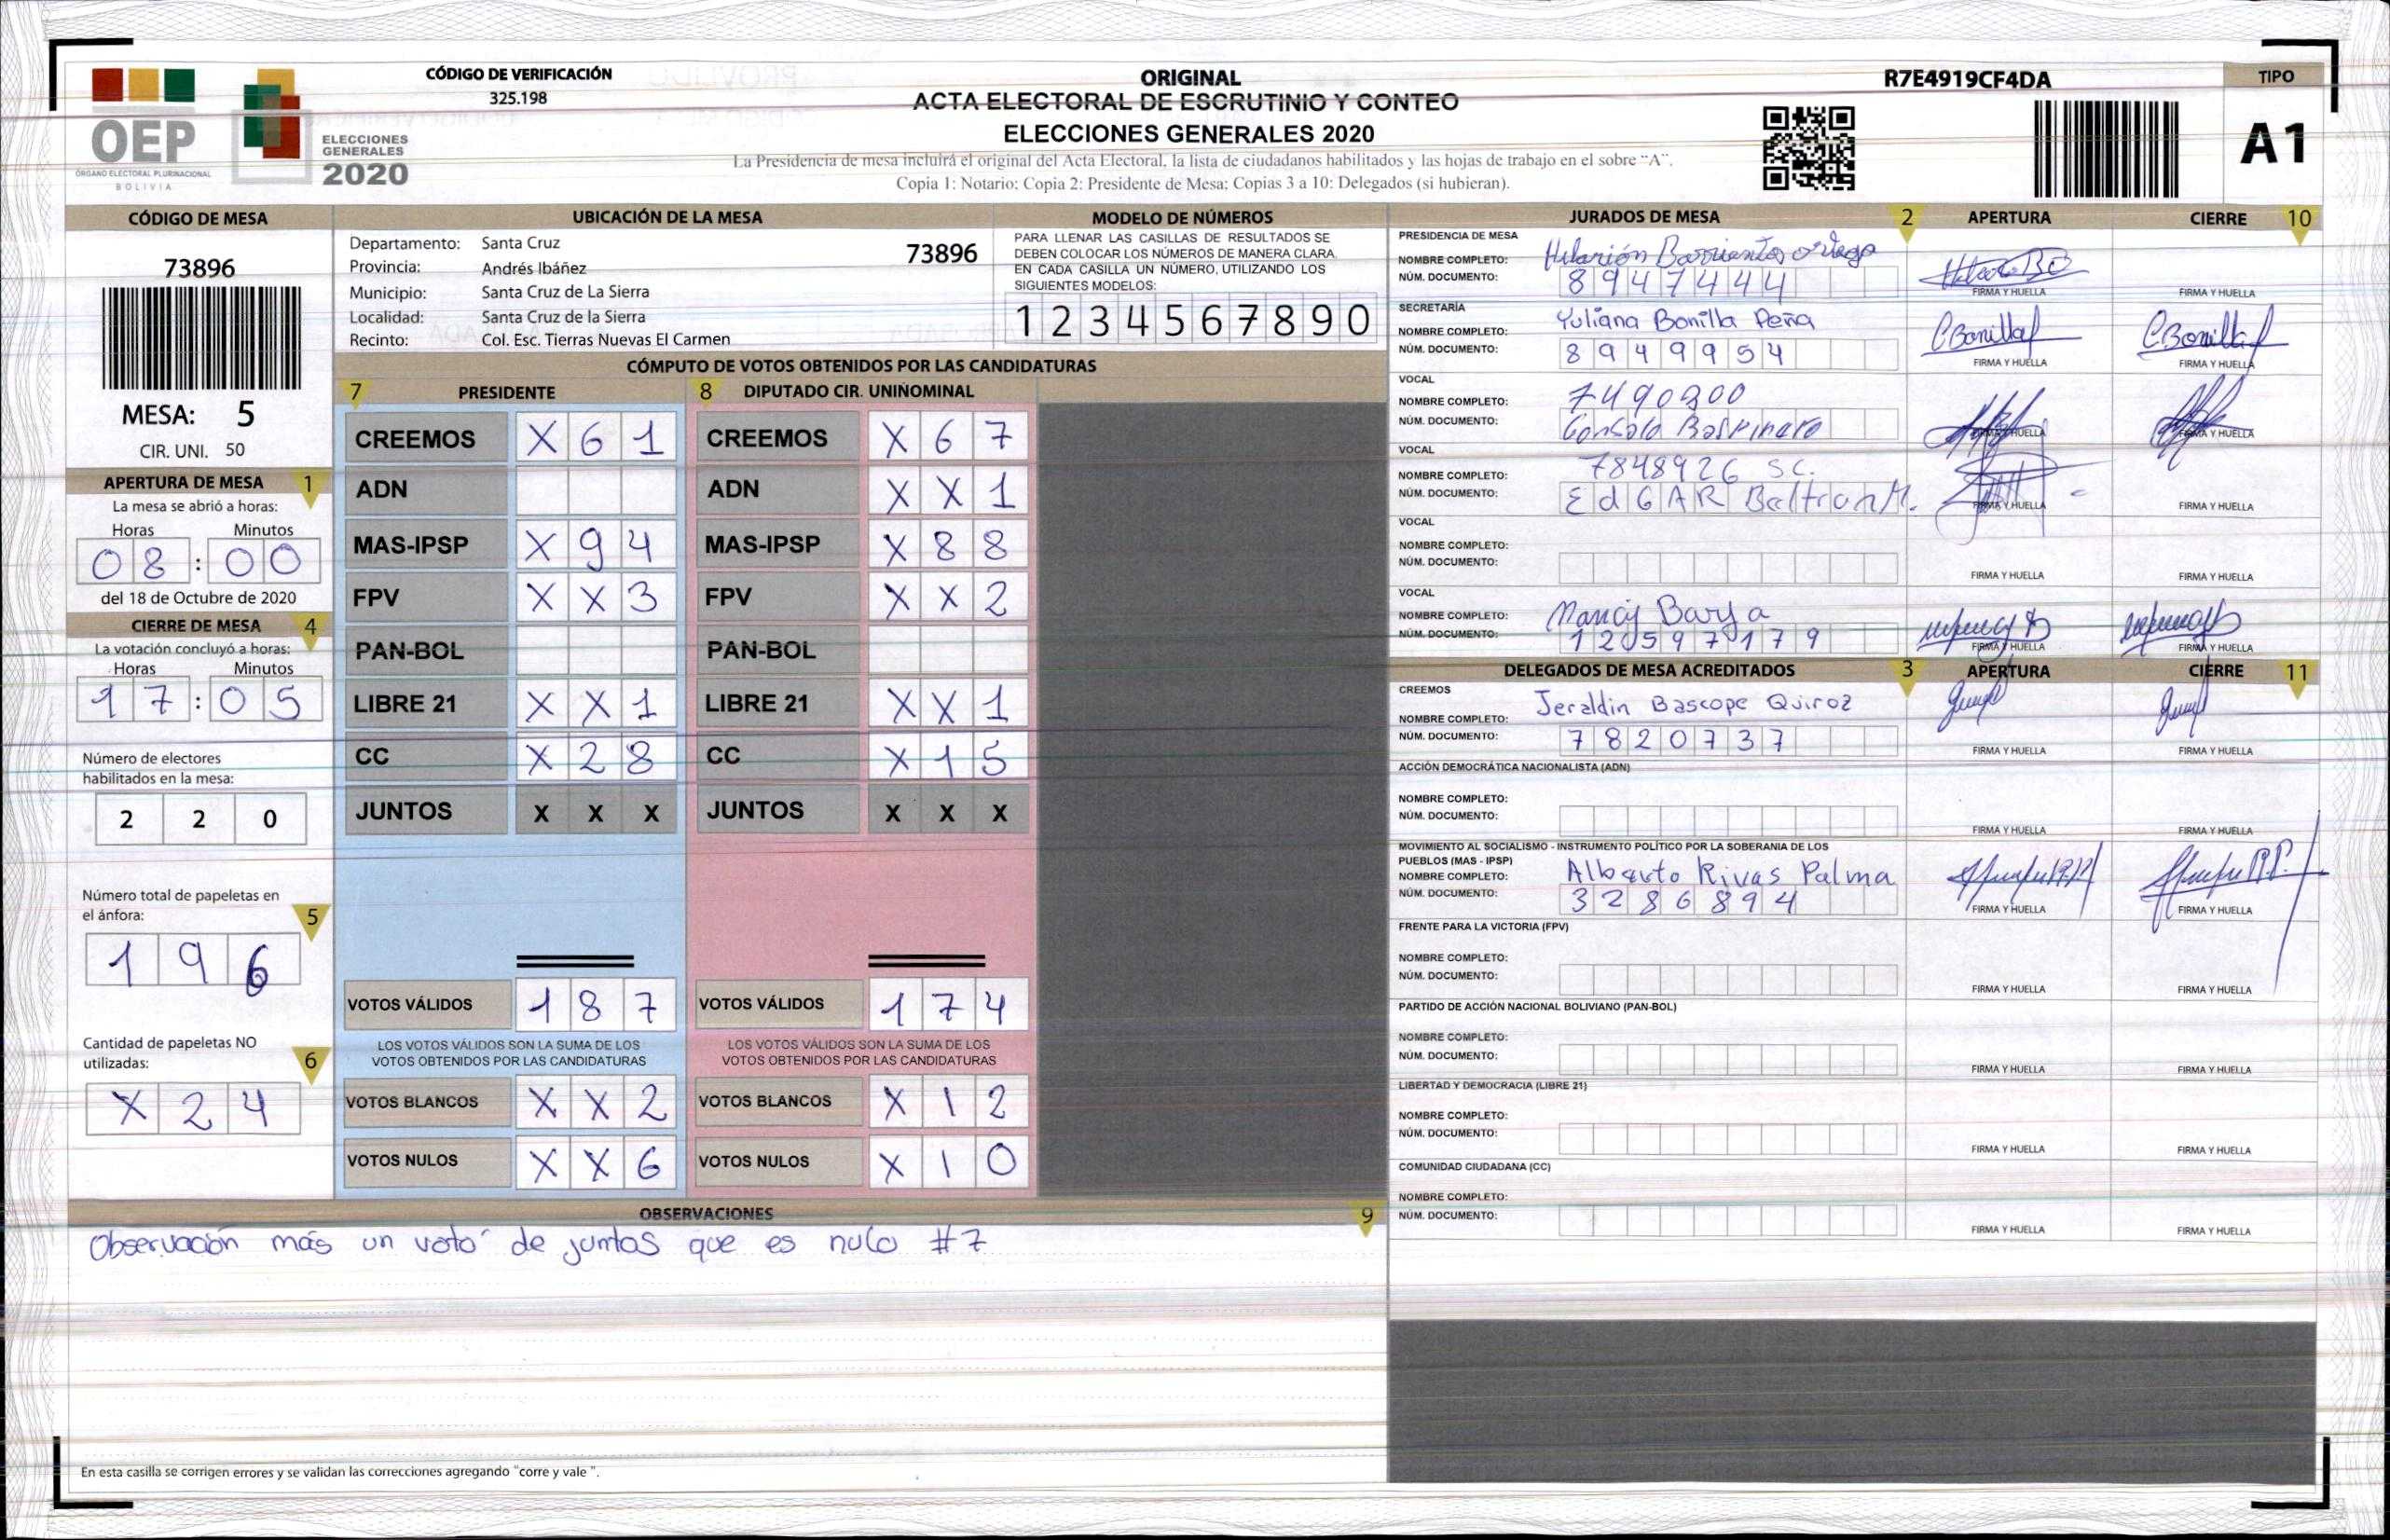 CÓDIGO DE VERIFICACIÓN
325.198
ORIGINAL
ACTA ELECTORAL DE ESCRUTINIO Y CONTEO
ELECCIONES GENERALES 2020
La Presidencia de mesa incluirá el original del Acta Electoral, la lista de ciudadanos habilitados y las hojas de trabajo en el sobre "A".
Copia 1: Notario: Copia 2: Presidente de Mesa; Copias 3 a 10: Delegados (si hubieran).
R7E4919CF4DA
TIPO
A1
OEP
ÓRGANO ELECTORAL PLURINACIONAL
BOLIVIA
ELECCIONES
GENERALES
2020
CÓDIGO DE MESA
73896
MESA: 5
CIR. UNI. 50
APERTURA DE MESA 1
La mesa se abrió a horas:
Horas Minutos
08:00
del 18 de Octubre de 2020
CIERRE DE MESA 4
La votación concluyó a horas:
Horas Minutos
17:05
Número de electores
habilitados en la mesa:
2 2 0
Número total de papeletas en
el ánfora: 5
1 9 6
Cantidad de papeletas NO
utilizadas: 6
X 2 4
UBICACIÓN DE LA MESA
Departamento: Santa Cruz 73896
Provincia: Andrés Ibáñez
Municipio: Santa Cruz de La Sierra
Localidad: Santa Cruz de la Sierra
Recinto: Col. Esc. Tierras Nuevas El Carmen
MODELO DE NÚMEROS
PARA LLENAR LAS CASILLAS DE RESULTADOS SE
DEBEN COLOCAR LOS NÚMEROS DE MANERA CLARA.
EN CADA CASILLA UN NÚMERO, UTILIZANDO LOS
SIGUIENTES MODELOS:
1 2 3 4 5 6 7 8 9 0
CÓMPUTO DE VOTOS OBTENIDOS POR LAS CANDIDATURAS
7 PRESIDENTE
CREEMOS X 6 1
ADN
MAS-IPSP X 9 4
FPV X X 3
PAN-BOL
LIBRE 21 X X 1
CC X 2 8
JUNTOS X X X
VOTOS VÁLIDOS 1 8 7
LOS VOTOS VÁLIDOS SON LA SUMA DE LOS
VOTOS OBTENIDOS POR LAS CANDIDATURAS
VOTOS BLANCOS X X 2
VOTOS NULOS X X 6
8 DIPUTADO CIR. UNINOMINAL
CREEMOS X 6 7
ADN X X 1
MAS-IPSP X 8 8
FPV X X 2
PAN-BOL
LIBRE 21 X X 1
CC X 1 5
JUNTOS X X X
VOTOS VÁLIDOS 1 7 4
LOS VOTOS VÁLIDOS SON LA SUMA DE LOS
VOTOS OBTENIDOS POR LAS CANDIDATURAS
VOTOS BLANCOS X 1 2
VOTOS NULOS X 1 0
OBSERVACIONES 9
Observación más un voto de juntos que es nulo #7
En esta casilla se corrigen errores y se validan las correcciones agregando "corre y vale ".
JURADOS DE MESA 2 APERTURA CIERRE 10
PRESIDENCIA DE MESA
NOMBRE COMPLETO: Hilarión Barrientos Ortega
NÚM. DOCUMENTO: 8947444
FIRMA Y HUELLA FIRMA Y HUELLA
SECRETARÍA
NOMBRE COMPLETO: Yuliana Bonilla Peña
NÚM. DOCUMENTO: 8949954
FIRMA Y HUELLA FIRMA Y HUELLA
VOCAL
NOMBRE COMPLETO: 7490200
NÚM. DOCUMENTO: Gonsalo
FIRMA Y HUELLA FIRMA Y HUELLA
VOCAL
NOMBRE COMPLETO: 7848926 SC.
NÚM. DOCUMENTO: EdGAR Beltran M.
FIRMA Y HUELLA FIRMA Y HUELLA
VOCAL
NOMBRE COMPLETO:
NÚM. DOCUMENTO:
FIRMA Y HUELLA FIRMA Y HUELLA
VOCAL
NOMBRE COMPLETO: Nancy Barja
NÚM. DOCUMENTO: 12597179
FIRMA Y HUELLA FIRMA Y HUELLA
DELEGADOS DE MESA ACREDITADOS 3 APERTURA CIERRE 11
CREEMOS
NOMBRE COMPLETO: Jeraldin Bascope Quiroz
NÚM. DOCUMENTO: 7820737
FIRMA Y HUELLA FIRMA Y HUELLA
ACCIÓN DEMOCRÁTICA NACIONALISTA (ADN)
NOMBRE COMPLETO:
NÚM. DOCUMENTO:
FIRMA Y HUELLA FIRMA Y HUELLA
MOVIMIENTO AL SOCIALISMO - INSTRUMENTO POLÍTICO POR LA SOBERANIA DE LOS
PUEBLOS (MAS - IPSP)
NOMBRE COMPLETO: Alberto Rivas Palma
NÚM. DOCUMENTO: 3286894
FIRMA Y HUELLA FIRMA Y HUELLA
FRENTE PARA LA VICTORIA (FPV)
NOMBRE COMPLETO:
NÚM. DOCUMENTO:
FIRMA Y HUELLA FIRMA Y HUELLA
PARTIDO DE ACCIÓN NACIONAL BOLIVIANO (PAN-BOL)
NOMBRE COMPLETO:
NÚM. DOCUMENTO:
FIRMA Y HUELLA FIRMA Y HUELLA
LIBERTAD Y DEMOCRACIA (LIBRE 21)
NOMBRE COMPLETO:
NÚM. DOCUMENTO:
FIRMA Y HUELLA FIRMA Y HUELLA
COMUNIDAD CIUDADANA (CC)
NOMBRE COMPLETO:
NÚM. DOCUMENTO:
FIRMA Y HUELLA FIRMA Y HUELLA